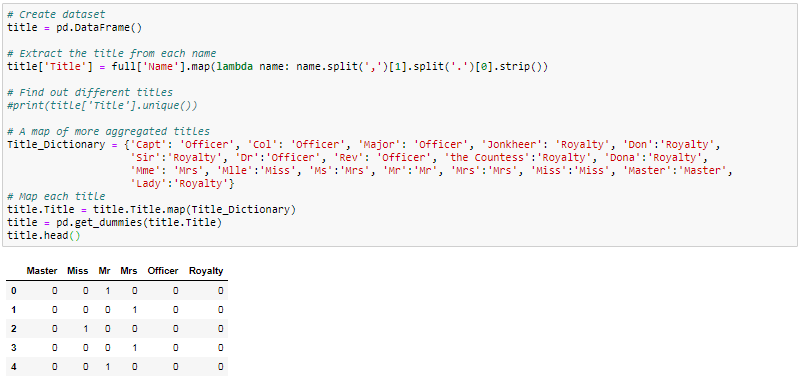 # Create dataset
title = pd.DataFrame()
# Extract the title from each name
title['Title'] = full['Name'].map(lambda name: name.split(',')[1].split('.')[0].strip())
# Find out different titles
#print(title['Title'].unique())
# A map of more aggregated titles
Title_Dictionary = {'Capt': 'Officer', 'Col': 'Officer', 'Major': 'Officer', 'Jonkheer': 'Royalty', 'Don':'Royalty',
'Sir':'Royalty', 'Dr':'Officer', 'Rev': 'Officer', 'the Countess':'Royalty', 'Dona':'Royalty',
'Mme': 'Mrs', 'Mlle':'Miss', 'Ms':'Mrs', 'Mr':'Mr', 'Mrs':'Mrs', 'Miss':'Miss', 'Master':'Master',
'Lady':'Royalty'}
# Map each title
title.Title = title.Title.map(Title_Dictionary)
title = pd.get_dummies(title.Title)
title.head()
Master Miss Mr Mrs Officer Royalty
0 0 0 1 0 0 0
1 0 0 0 1 0 0
2 0 1 0 0 0 0
3 0 0 0 1 0 0
4 0 0 1 0 0 0